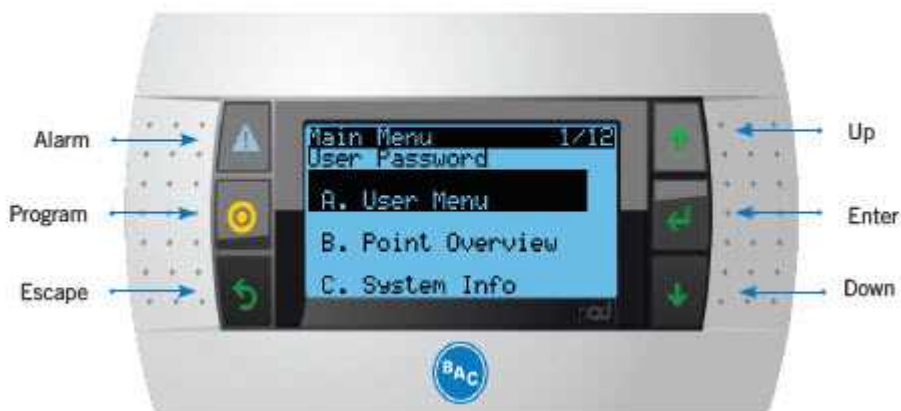 Alarm
Program
Escape
Main Menu 1/12
User Password
A. User Menu
B. Point Overview
C. System Info
Up
Enter
Down
BAC